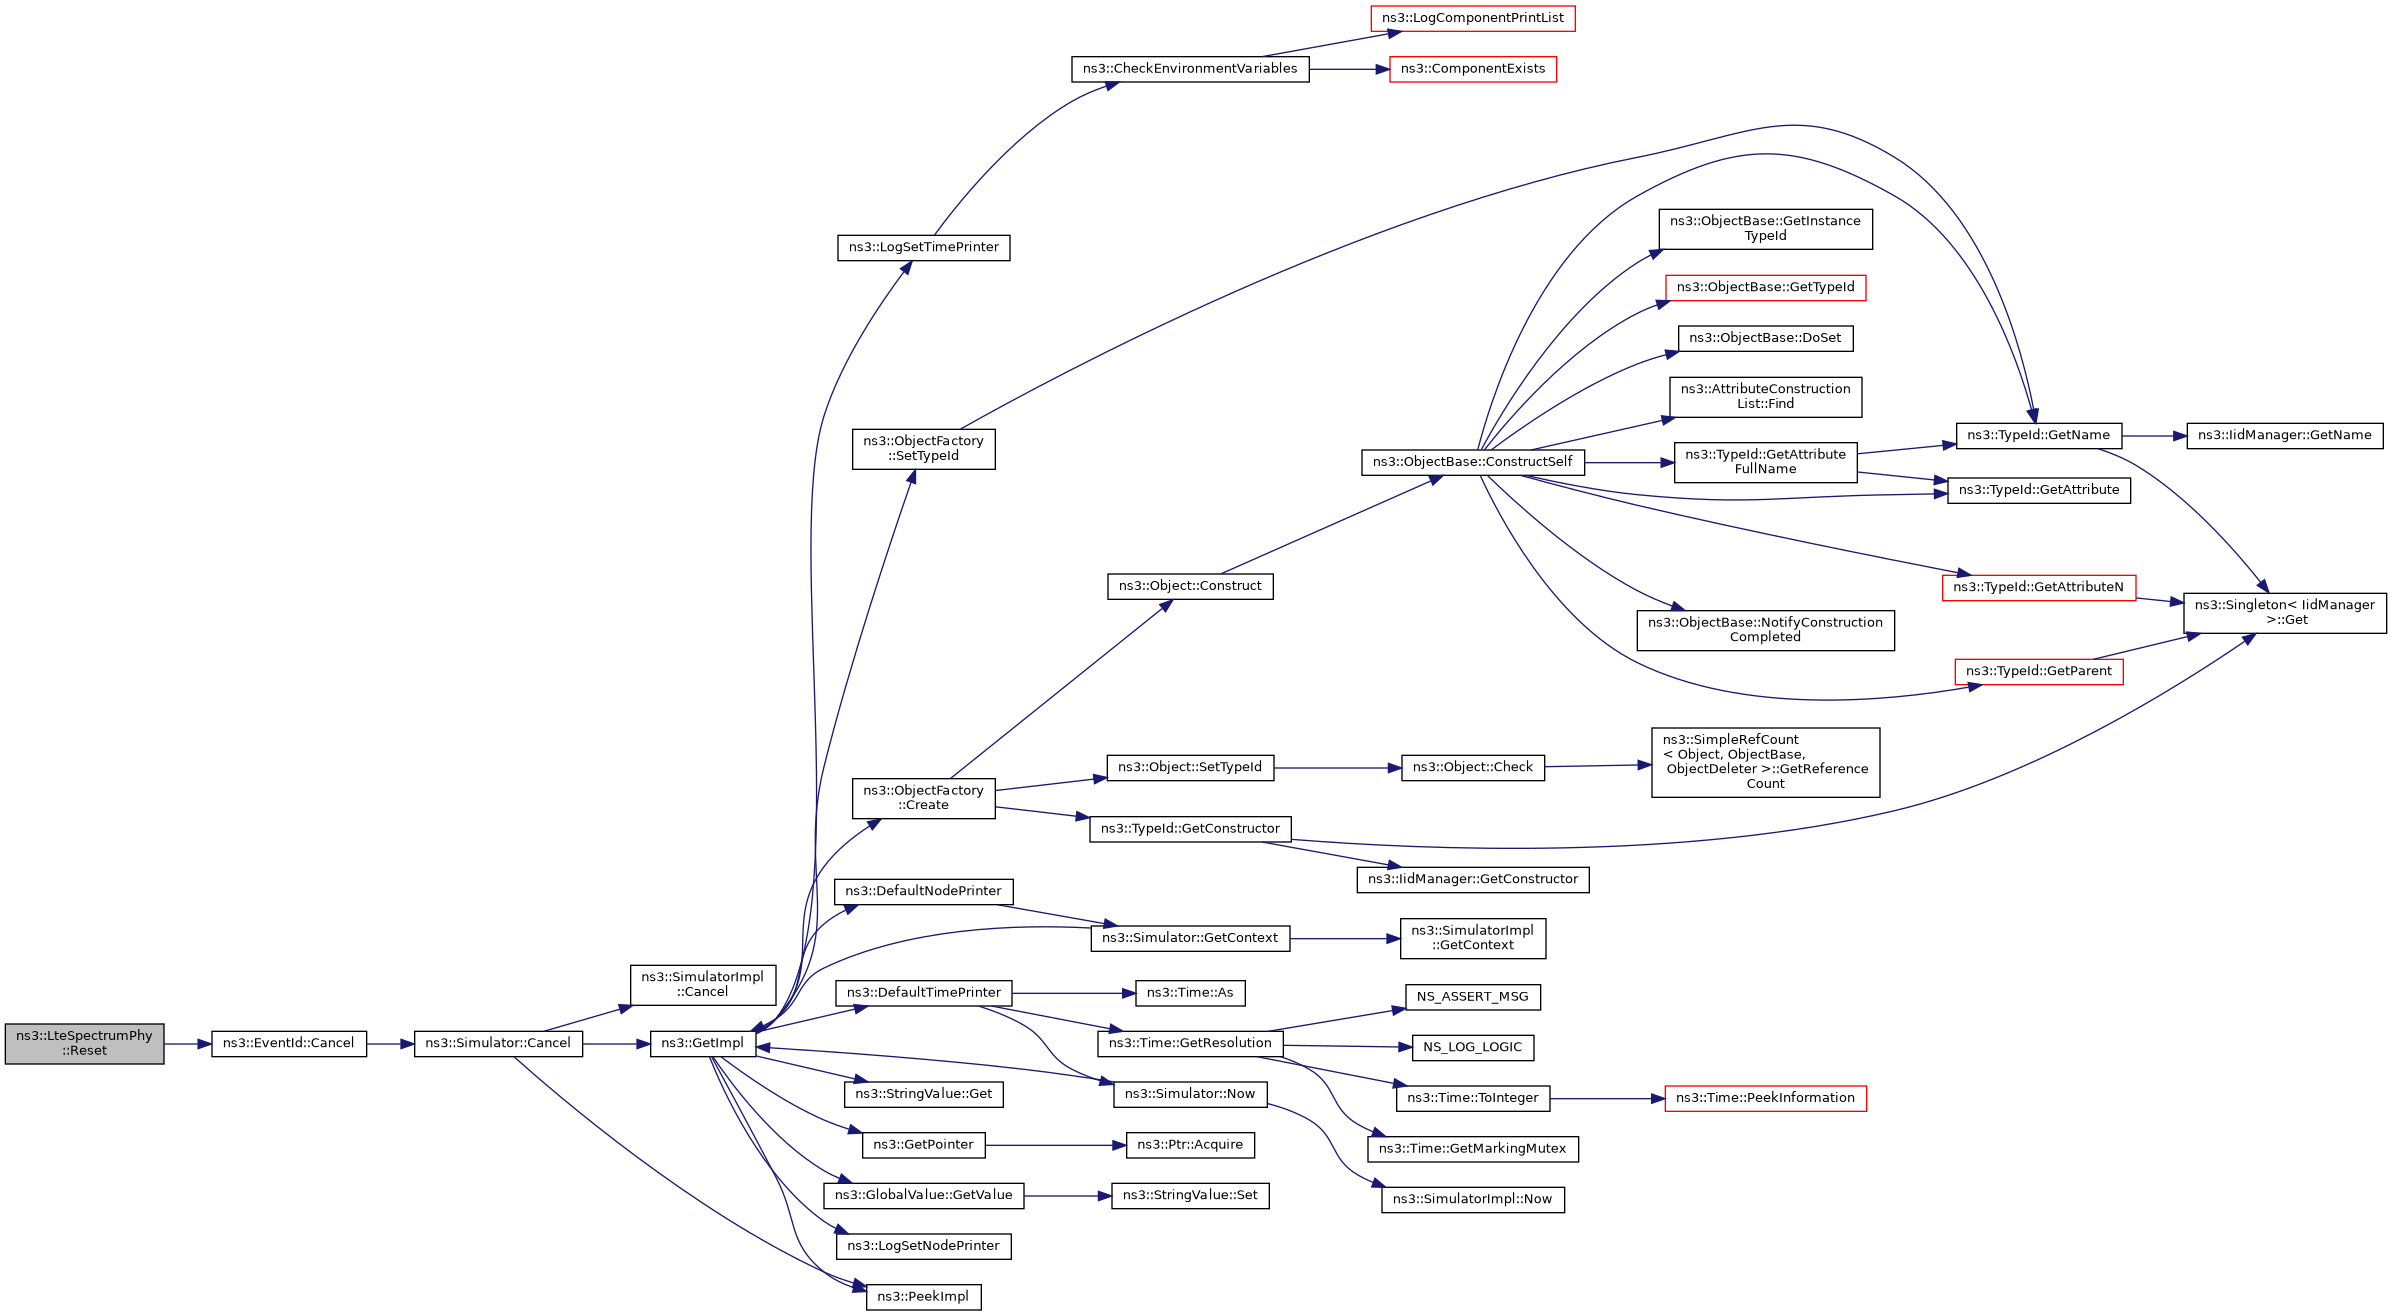 ns3::LteSpectrumPhy
::Reset
ns3::EventId::Cancel
ns3::Simulator::Cancel
ns3::SimulatorImpl
::Cancel
ns3::GetImpl
ns3::LogSetTimePrinter
ns3::ObjectFactory
::SetTypeId
ns3::ObjectFactory
::Create
ns3::DefaultNodePrinter
ns3::DefaultTimePrinter
ns3::StringValue::Get
ns3::GetPointer
ns3::GlobalValue::GetValue
ns3::LogSetNodePrinter
ns3::PeekImpl
ns3::CheckEnvironmentVariables
ns3::Object::Construct
ns3::Object::SetTypeId
ns3::TypeId::GetConstructor
ns3::Simulator::GetContext
ns3::Time::As
ns3::Time::GetResolution
ns3::Simulator::Now
ns3::Ptr::Acquire
ns3::StringValue::Set
ns3::LogComponentPrintList
ns3::ComponentExists
ns3::ObjectBase::ConstructSelf
ns3::Object::Check
ns3::IidManager::GetConstructor
ns3::SimulatorImpl
::GetContext
NS_ASSERT_MSG
NS_LOG_LOGIC
ns3::Time::ToInteger
ns3::Time::GetMarkingMutex
ns3::SimulatorImpl::Now
ns3::ObjectBase::GetInstance
TypeId
ns3::ObjectBase::GetTypeId
ns3::ObjectBase::DoSet
ns3::AttributeConstruction
List::Find
ns3::TypeId::GetAttribute
FullName
ns3::ObjectBase::NotifyConstruction
Completed
ns3::SimpleRefCount
< Object, ObjectBase,
ObjectDeleter >::GetReference
Count
ns3::Time::PeekInformation
ns3::TypeId::GetName
ns3::TypeId::GetAttribute
ns3::TypeId::GetAttributeN
ns3::TypeId::GetParent
ns3::IidManager::GetName
ns3::Singleton< IidManager
>::Get